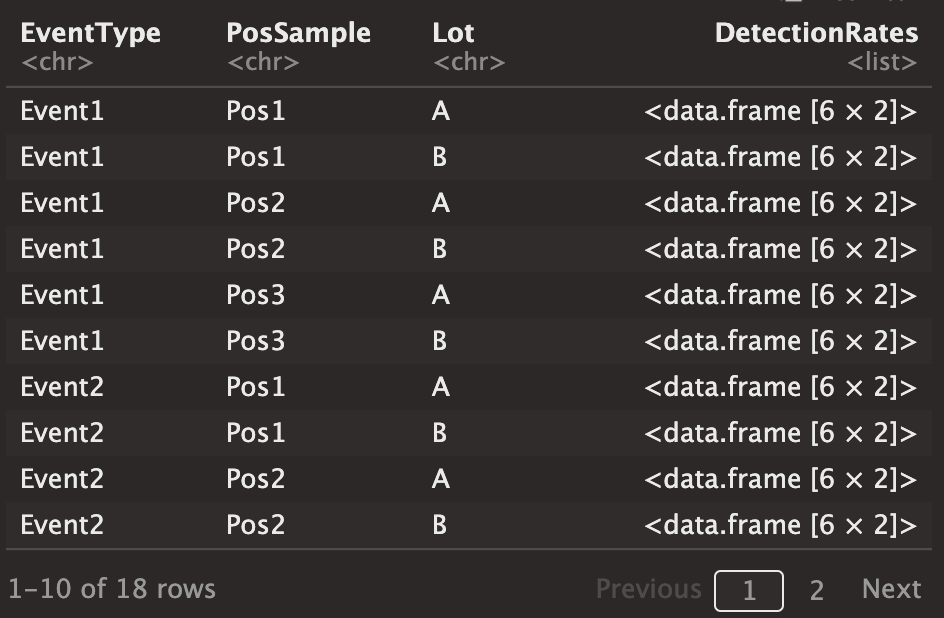 EventType PosSample Lot DetectionRates
<chr> <chr> <chr> <list>
Event1 Pos1 A <data.frame [6 × 2]>
Event1 Pos1 B <data.frame [6 × 2]>
Event1 Pos2 A <data.frame [6 × 2]>
Event1 Pos2 B <data.frame [6 × 2]>
Event1 Pos3 A <data.frame [6 × 2]>
Event1 Pos3 B <data.frame [6 × 2]>
Event2 Pos1 A <data.frame [6 × 2]>
Event2 Pos1 B <data.frame [6 × 2]>
Event2 Pos2 A <data.frame [6 × 2]>
Event2 Pos2 B <data.frame [6 × 2]>
1–10 of 18 rows Previous 1 2 Next